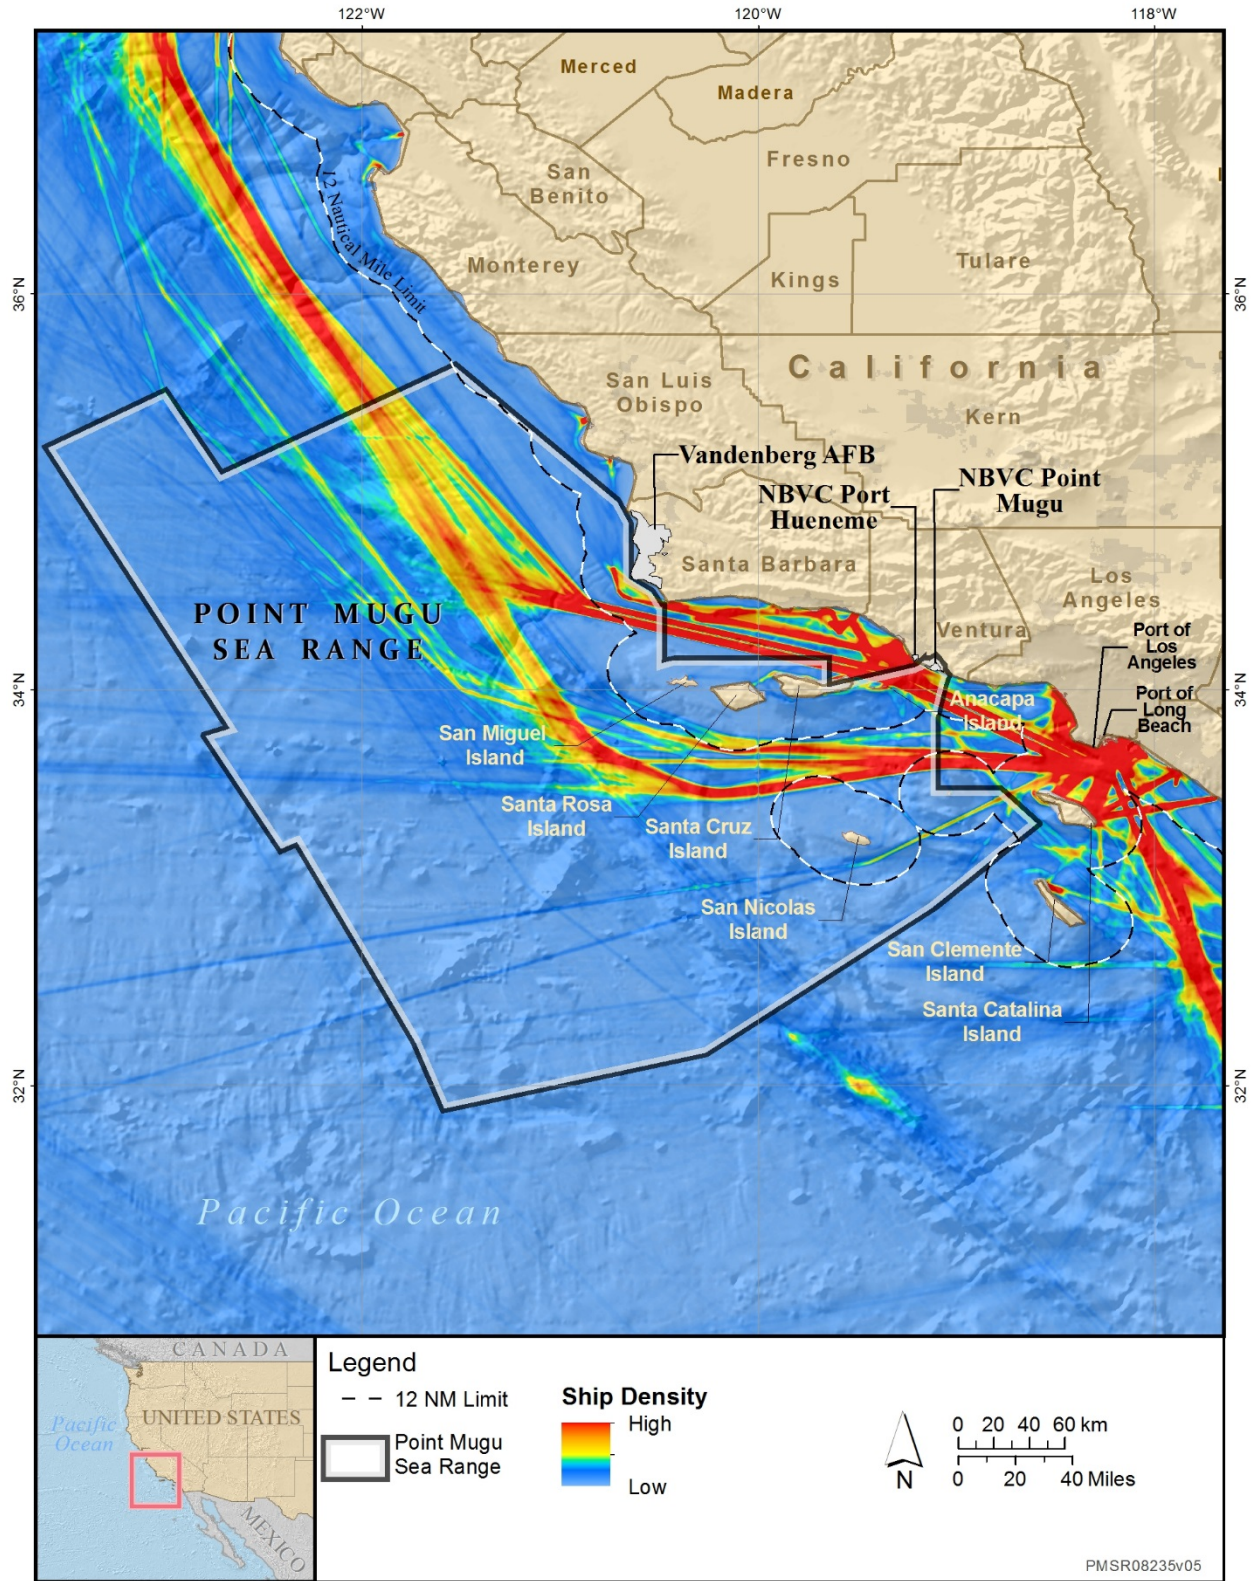 122°W
120°W
118°W
Merced
Madera
Fresno
San
Benito
12 Nautical Mile Limit
Monterey
Kings
Tulare
36°N
36°N
California
San Luis
Obispo
Kern
Vandenberg AFB
NBVC Port
Hueneme
NBVC Point
Mugu
Santa Barbara
Los
Angeles
POINT MUGU
SEA RANGE
Ventura
Port of
Los
Angeles
34°N
34°N
Anacapa
Island
Port of
Long
Beach
San Miguel
Island
Santa Rosa
Island
Santa Cruz
Island
San Nicolas
Island
San Clemente
Island
Santa Catalina
Island
32°N
32°N
Pacific Ocean
CANADA
Pacific
Ocean
UNITED STATES
MEXICO
Legend
12 NM Limit
Point Mugu
Sea Range
Ship Density
High
Low
N
0 20 40 60 km
0 20 40 Miles
PMSR08235v05